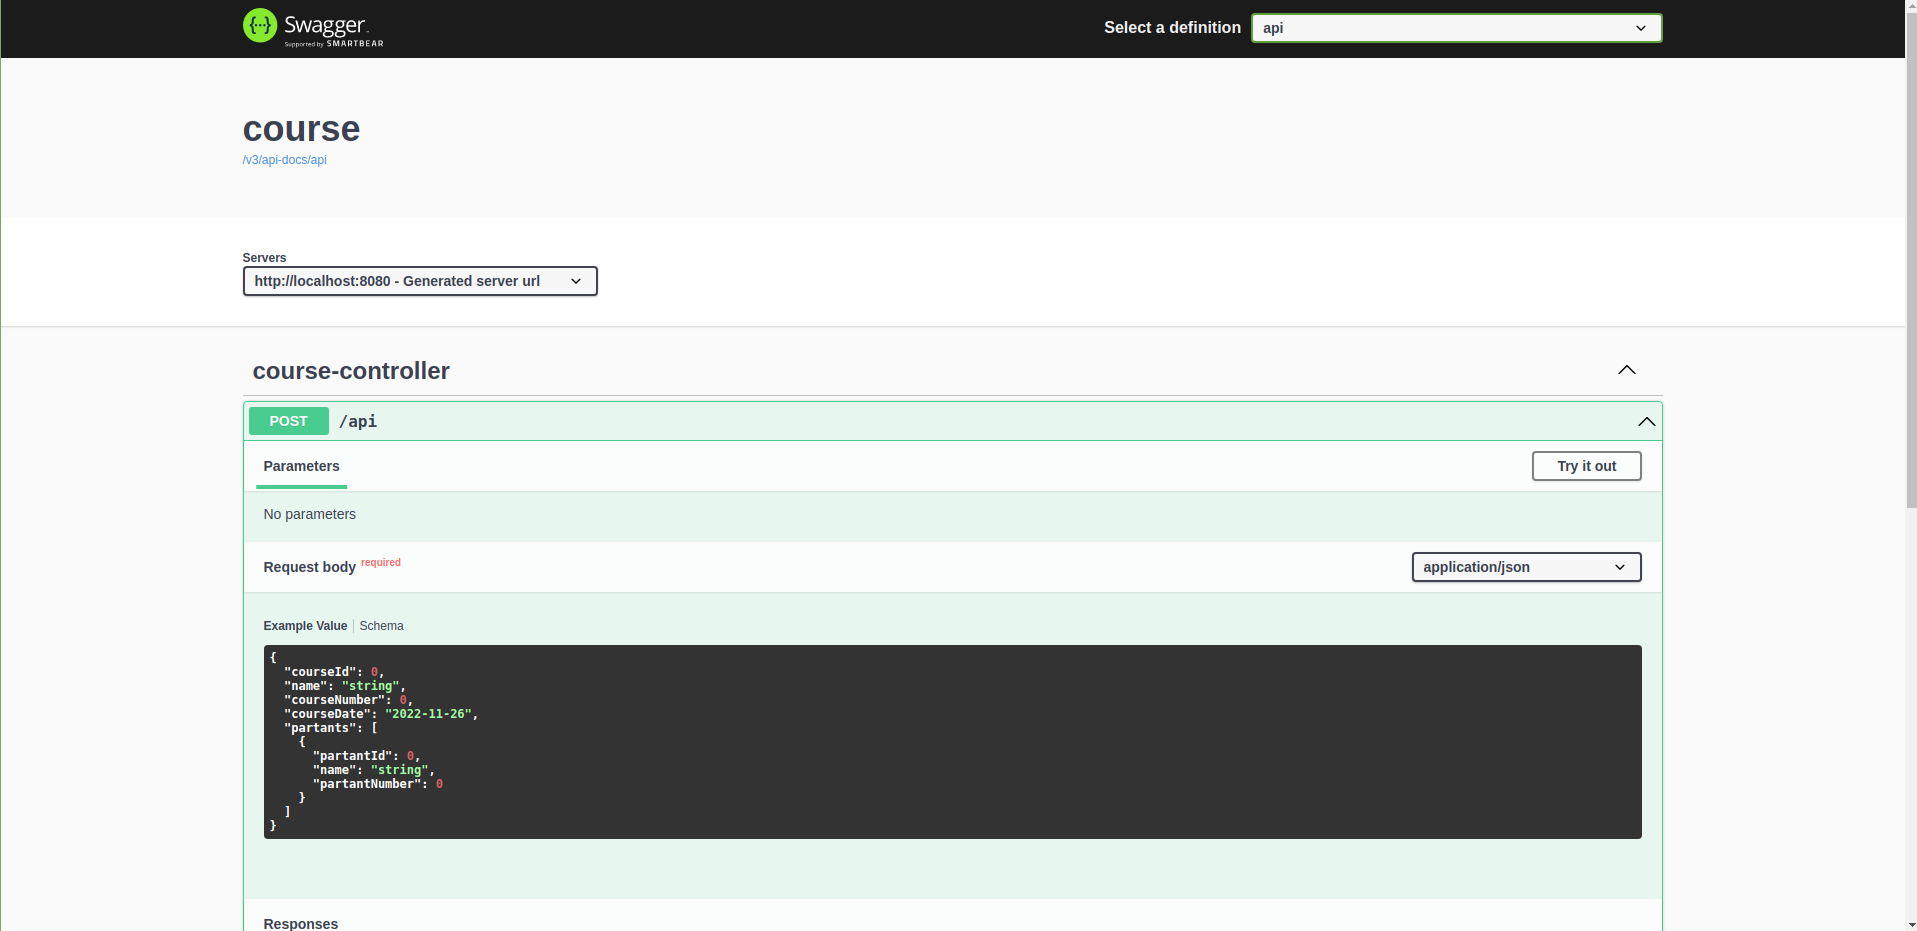 Swagger
Supported by SMARTBEAR
Select a definition
api
course
/v3/api-docs/api
Servers
http://localhost:8080 - Generated server url
course-controller
POST /api
Parameters
Try it out
No parameters
Request body required
application/json
Example Value Schema
{
"courseId": 0,
"name": "string",
"courseNumber": 0,
"courseDate": "2022-11-26",
"partants": [
{
"partantId": 0,
"name": "string",
"partantNumber": 0
}
]
}
Responses